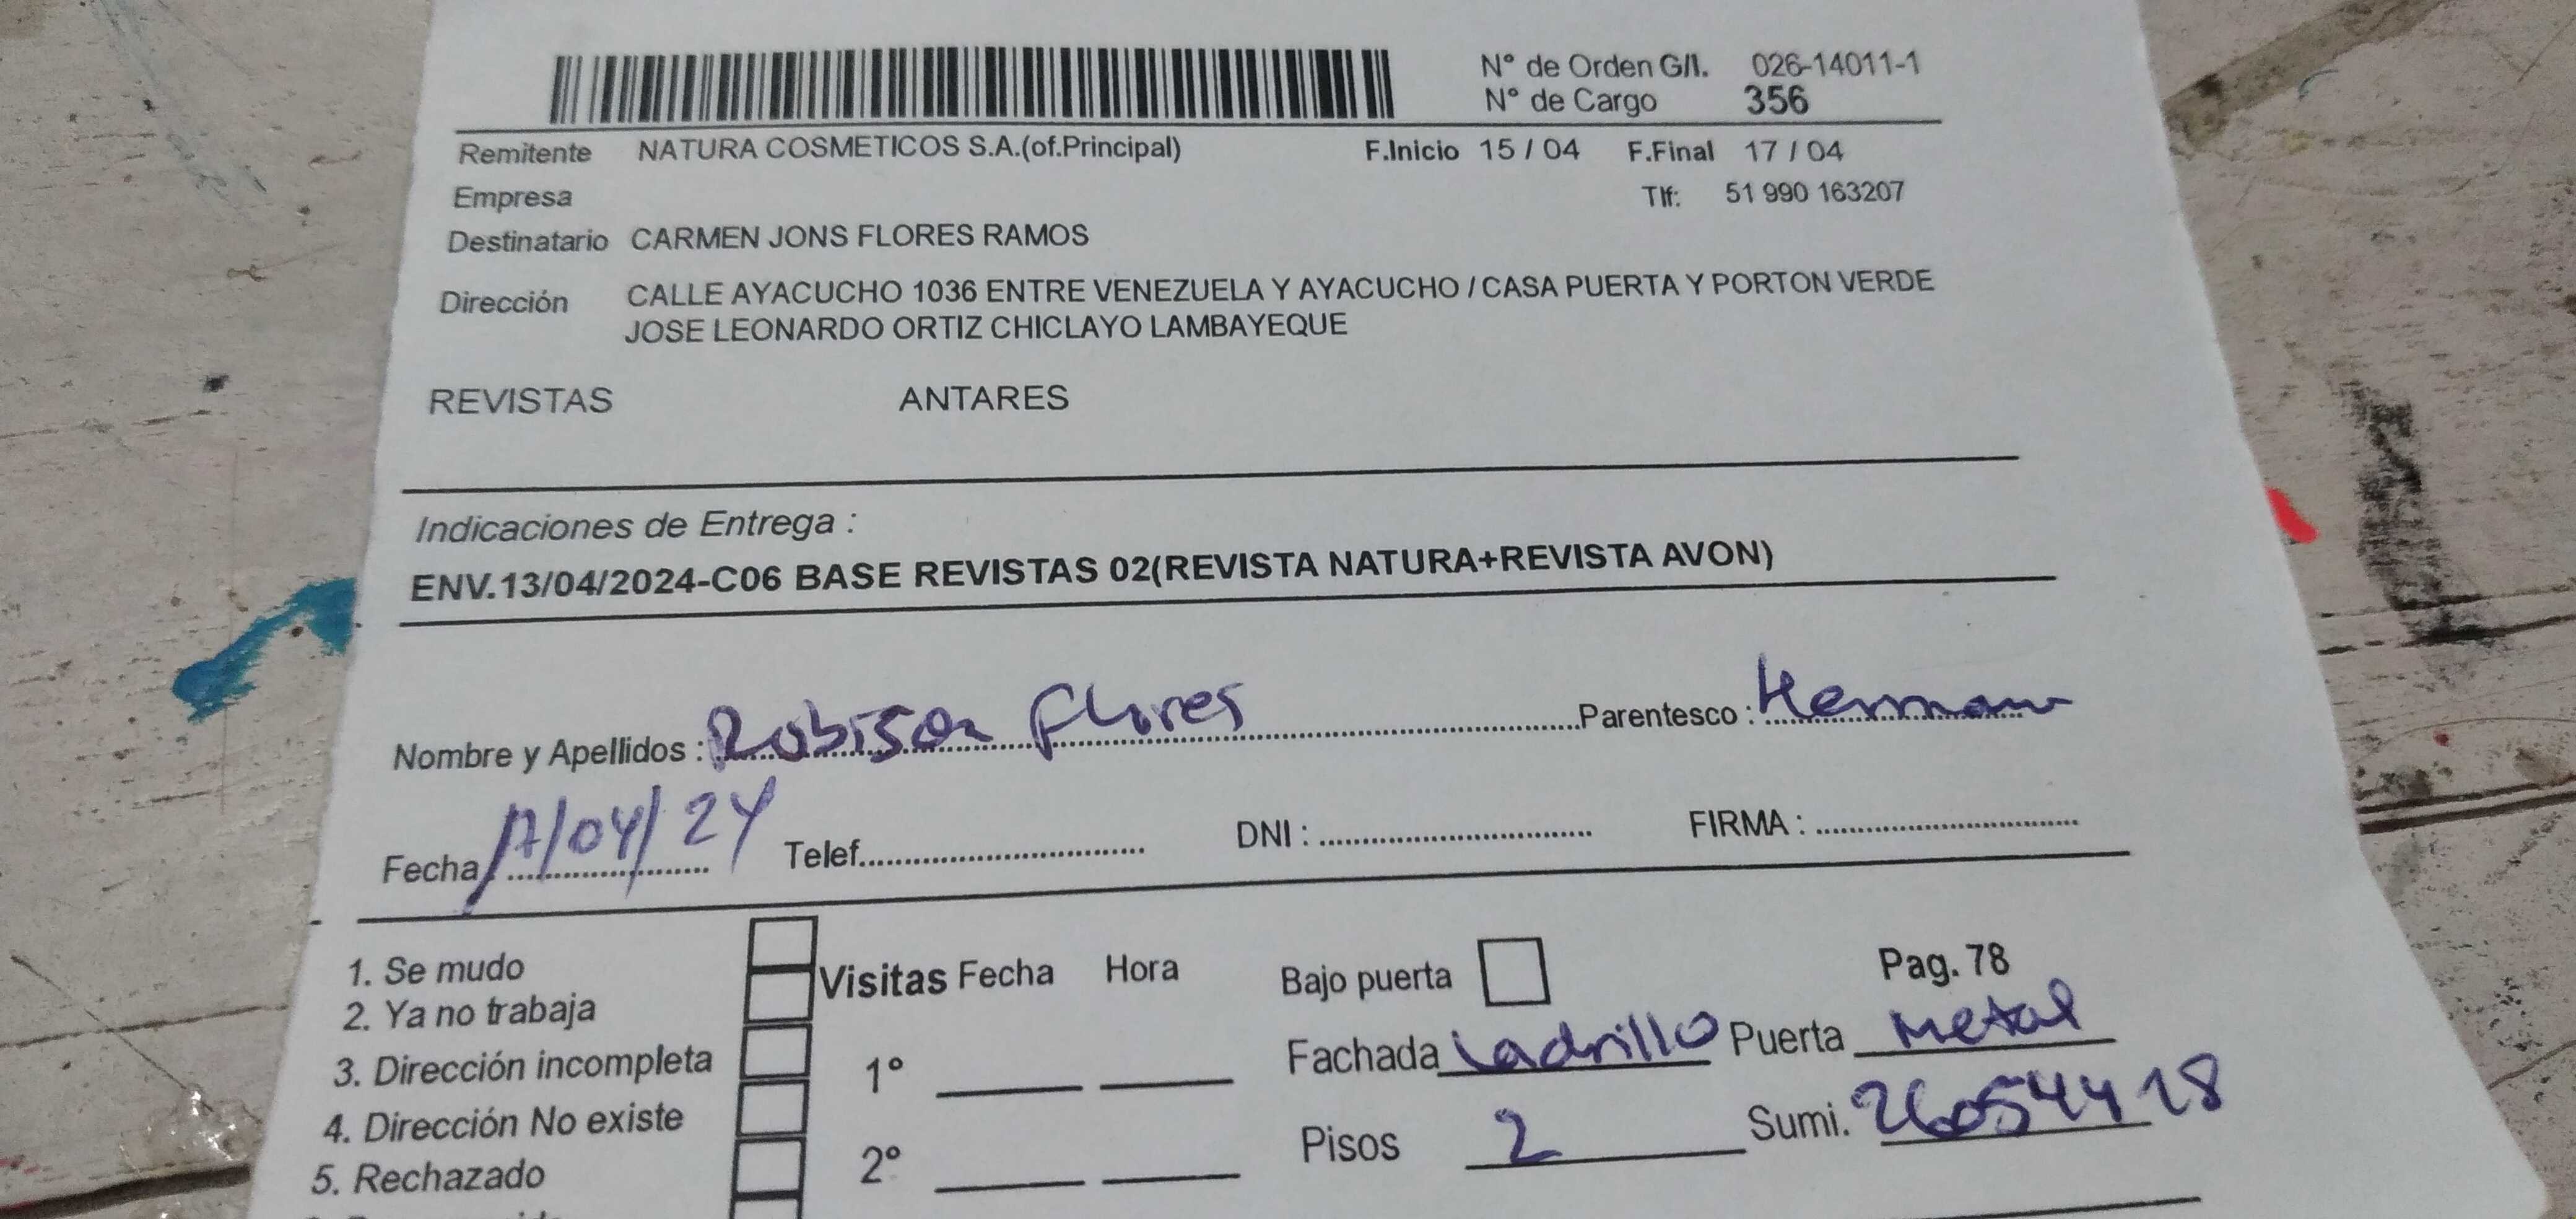 N° de Orden G/I. 026-14011-1
N° de Cargo 356
Remitente NATURA COSMETICOS S.A.(of.Principal) F.Inicio 15 / 04 F.Final 17 / 04
Empresa Tlf: 51 990 163207
Destinatario CARMEN JONS FLORES RAMOS
Dirección CALLE AYACUCHO 1036 ENTRE VENEZUELA Y AYACUCHO / CASA PUERTA Y PORTON VERDE
JOSE LEONARDO ORTIZ CHICLAYO LAMBAYEQUE
REVISTAS ANTARES
Indicaciones de Entrega :
ENV.13/04/2024-C06 BASE REVISTAS 02(REVISTA NATURA+REVISTA AVON)
Nombre y Apellidos : Robison Flores Parentesco : Hermano
Fecha 17/04/24 Telef. DNI : FIRMA :
1. Se mudo Visitas Fecha Hora Bajo puerta Pag. 78
2. Ya no trabaja Fachada Ladrillo Puerta Metal
3. Dirección incompleta 1°
4. Dirección No existe Pisos 2 Sumi. 26054418
5. Rechazado 2°